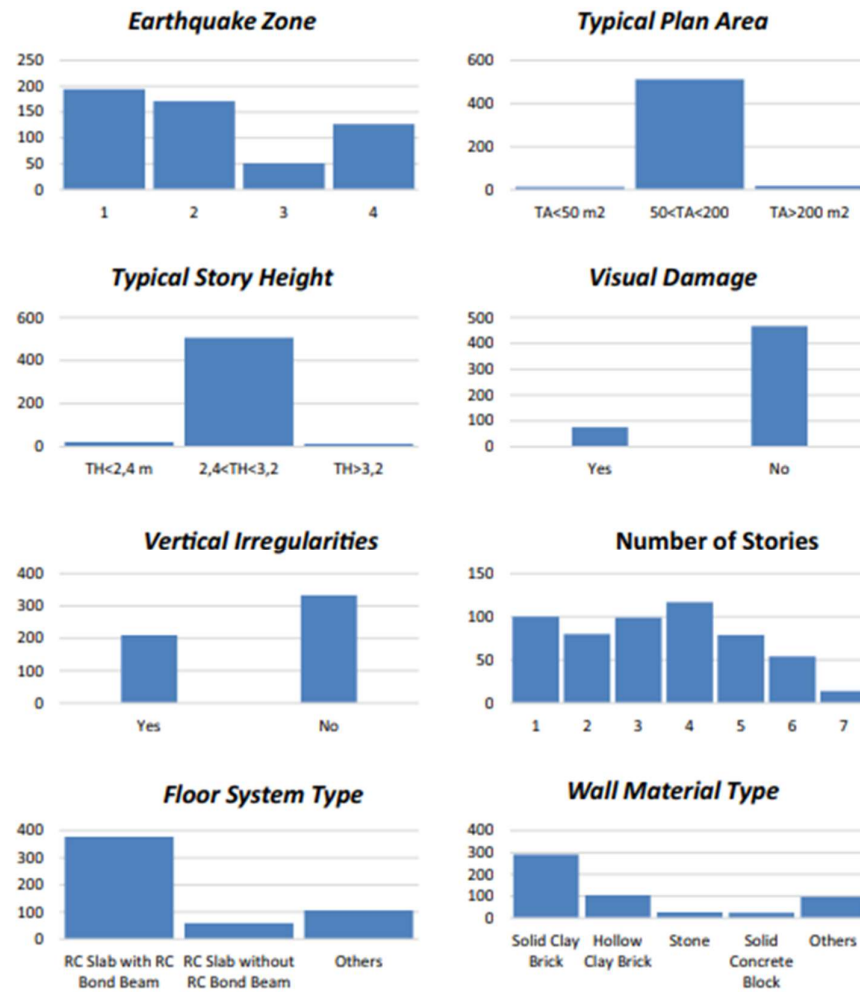 Earthquake Zone
250
200
150
100
50
0
1 2 3 4
Typical Plan Area
600
400
200
0
TA<50 m2 50<TA<200 TA>200 m2
Typical Story Height
600
400
200
0
TH<2,4 m 2,4<TH<3,2 TH>3,2
Visual Damage
500
400
300
200
100
0
Yes No
Vertical Irregularities
400
300
200
100
0
Yes No
Number of Stories
150
100
50
0
1 2 3 4 5 6 7
Floor System Type
400
300
200
100
0
RC Slab with RC RC Slab without Others
Bond Beam RC Bond Beam
Wall Material Type
400
300
200
100
0
Solid Clay Hollow Stone Solid Others
Brick Clay Brick Concrete
Block